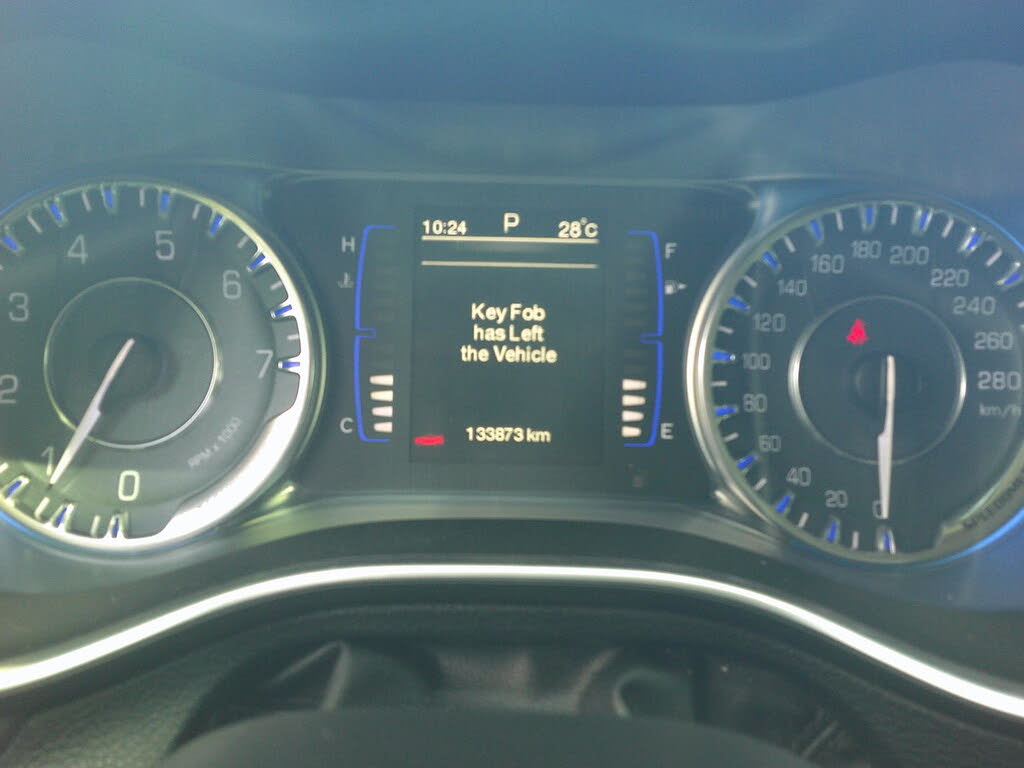 10:24 P 28°C
H
F
Key Fob
has Left
the Vehicle
C
E
133873 km
0
1
2
3
4
5
6
7
RPM x 1000
0
20
40
60
80
100
120
140
160
180
200
220
240
260
280
km/h